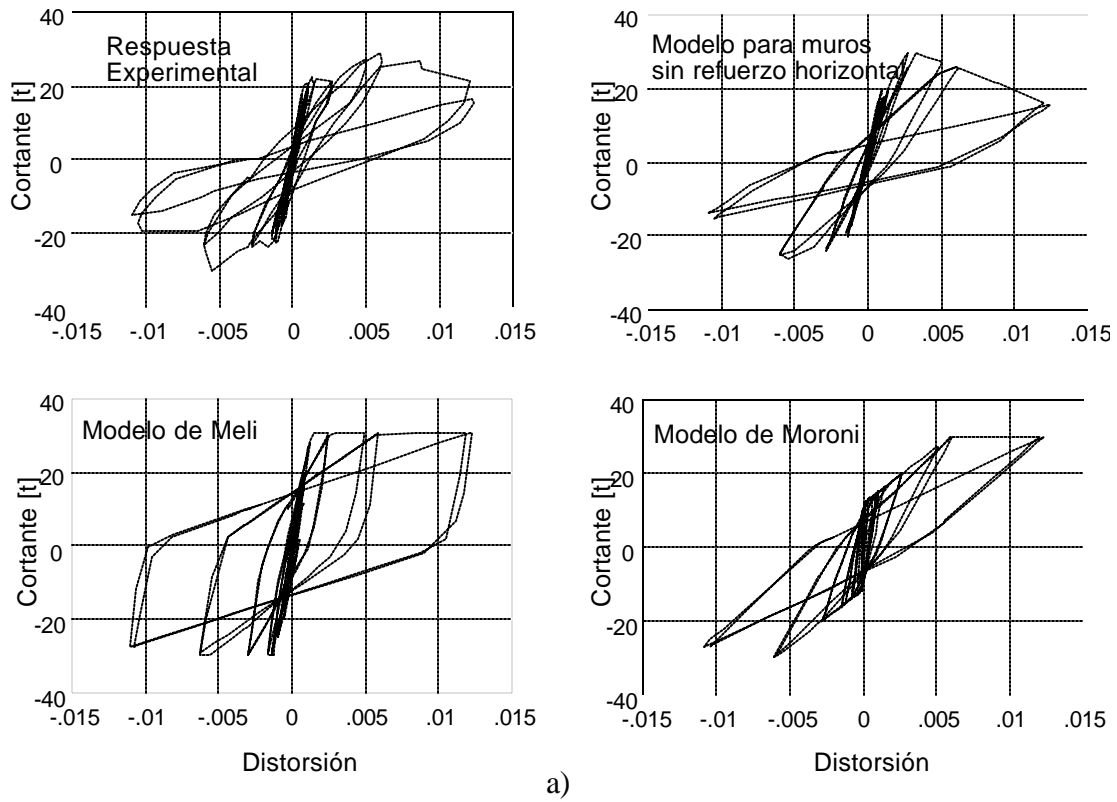 40
Respuesta
Experimental
20
0
-20
-40
Cortante [t]
-.015 -.01 -.005 0 .005 .01 .015
40
Modelo para muros
sin refuerzo horizontal
20
0
-20
-40
Cortante [t]
-.015 -.01 -.005 0 .005 .01 .015
40
Modelo de Meli
20
0
-20
-40
Cortante [t]
-.015 -.01 -.005 0 .005 .01 .015
Distorsión
40
Modelo de Moroni
20
0
-20
-40
Cortante [t]
-.015 -.01 -.005 0 .005 .01 .015
Distorsión
a)